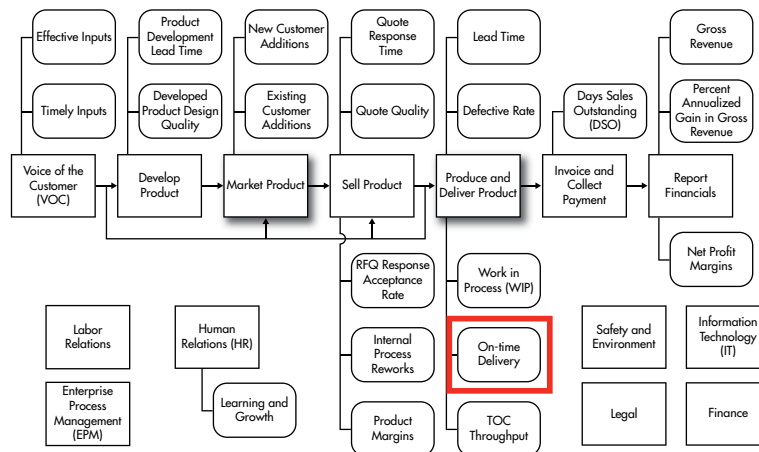 Effective Inputs
Product
Development
Lead Time
New Customer
Additions
Quote
Response
Time
Lead Time
Gross
Revenue
Timely Inputs
Developed
Product Design
Quality
Existing
Customer
Additions
Quote Quality
Defective Rate
Days Sales
Outstanding
(DSO)
Percent
Annualized
Gain in Gross
Revenue
Voice of the
Customer
(VOC)
Develop
Product
Market Product
Sell Product
Produce and
Deliver Product
Invoice and
Collect
Payment
Report
Financials
RFQ Response
Acceptance
Rate
Work in
Process (WIP)
Net Profit
Margins
Labor
Relations
Human
Relations (HR)
Internal
Process
Reworks
On-time
Delivery
Safety and
Environment
Information
Technology
(IT)
Enterprise
Process
Management
(EPM)
Learning and
Growth
Product
Margins
TOC
Throughput
Legal
Finance